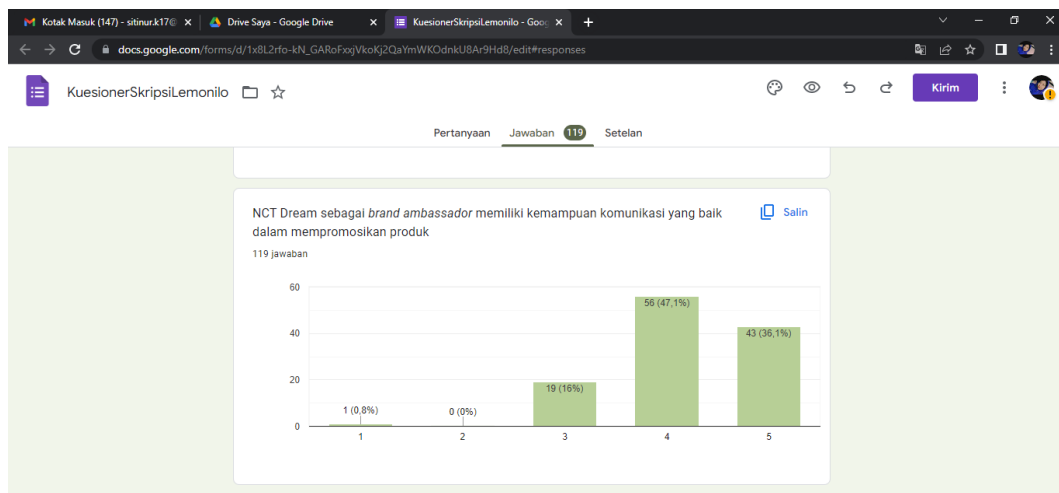 Kotak Masuk (147) - sitinur.k17@
Drive Saya - Google Drive
KuesionerSkripsiLemonilo - Goog
docs.google.com/forms/d/1x8L2rfo-kN_GARoFxxjVkoKj2QaYmWKOdnkU8Ar9Hd8/edit#responses
KuesionerSkripsiLemonilo
Kirim
Pertanyaan Jawaban 119 Setelan
NCT Dream sebagai brand ambassador memiliki kemampuan komunikasi yang baik
dalam mempromosikan produk
Salin
119 jawaban
60
40
20
0
1 (0,8%)
0 (0%)
19 (16%)
56 (47,1%)
43 (36,1%)
1 2 3 4 5